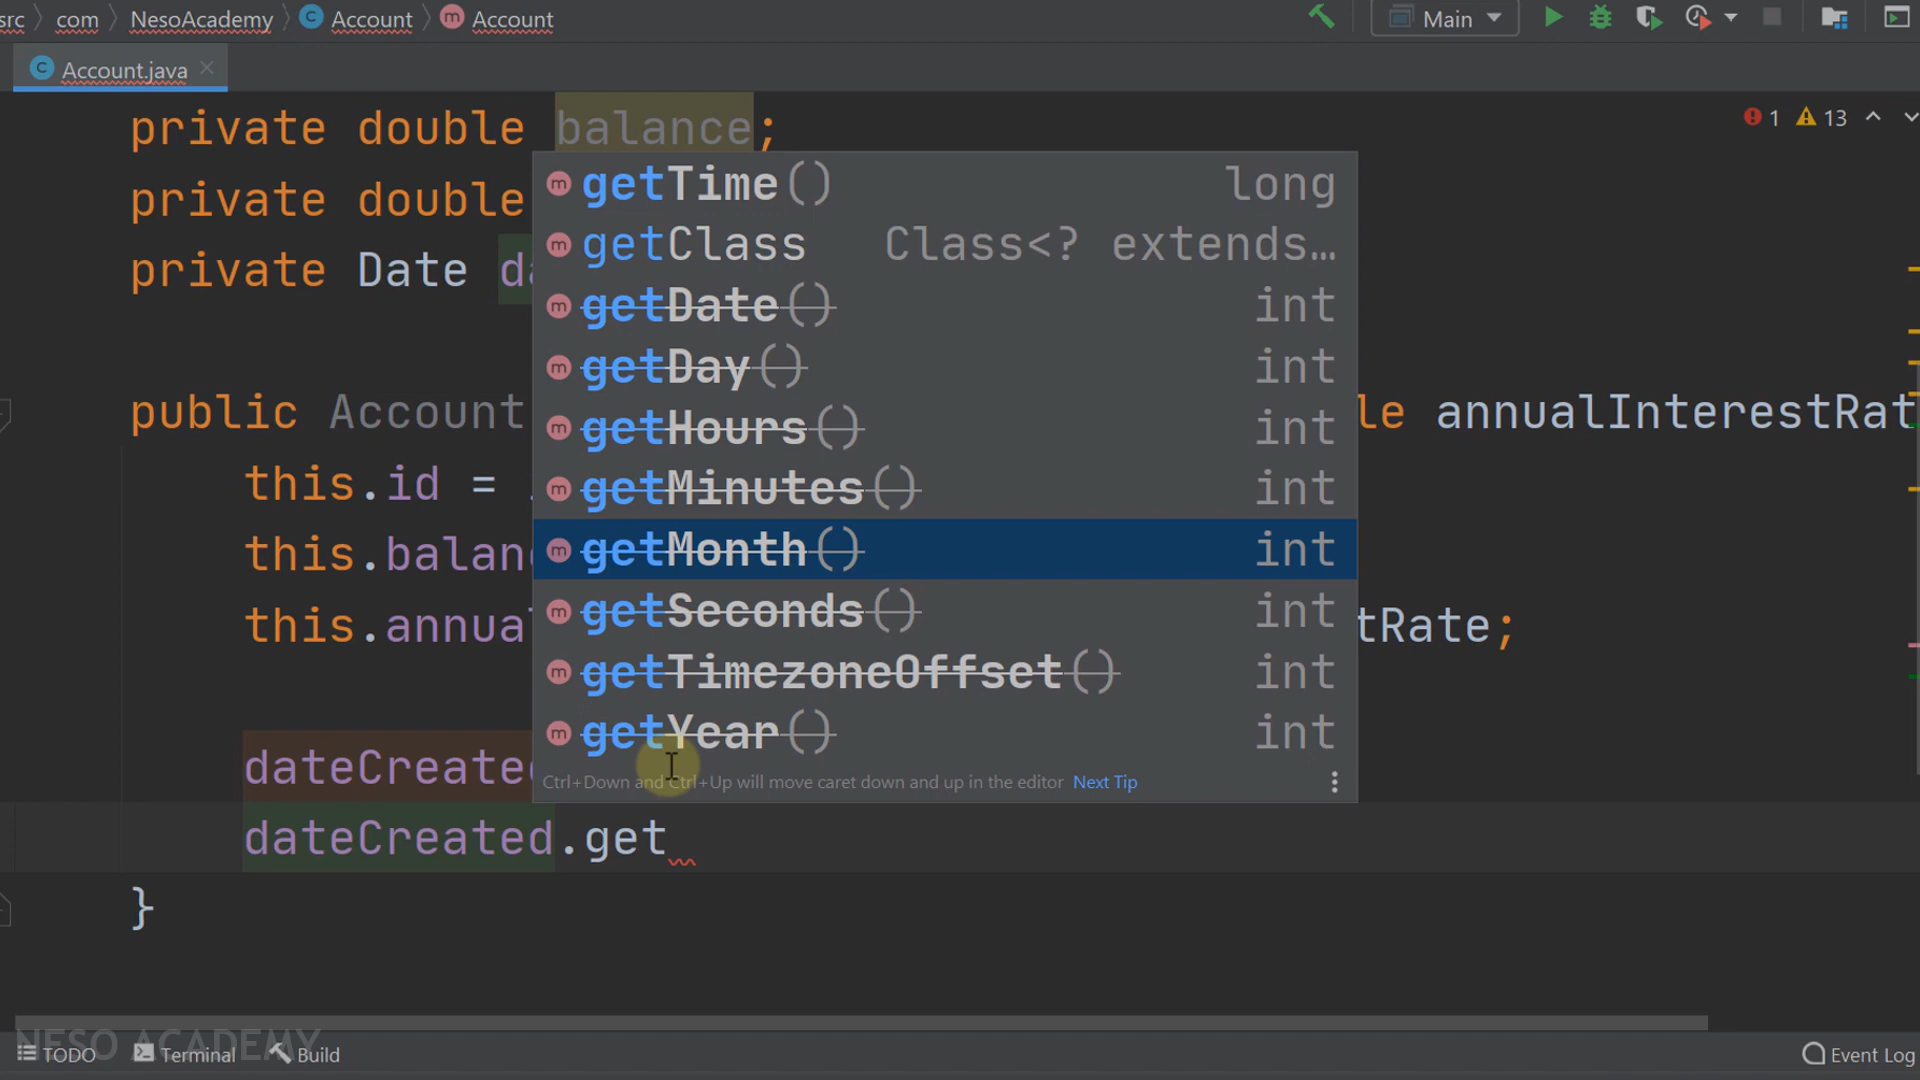 src com NesoAcademy Account Account Main
Account.java
private double balance; 1 13
getTime() long
private double
getClass Class<? extends…
private Date da
getDate() int
getDay() int
public Account le annualInterestRat
getHours() int
this.id =
getMinutes() int
this.balanc
getMonth() int
this.annua tRate;
getSeconds() int
getTimezoneOffset() int
getYear() int
dateCreated
Ctrl+Down and Ctrl+Up will move caret down and up in the editor Next Tip
dateCreated.get
}
NESO ACADEMY
TODO Terminal Build Event Log